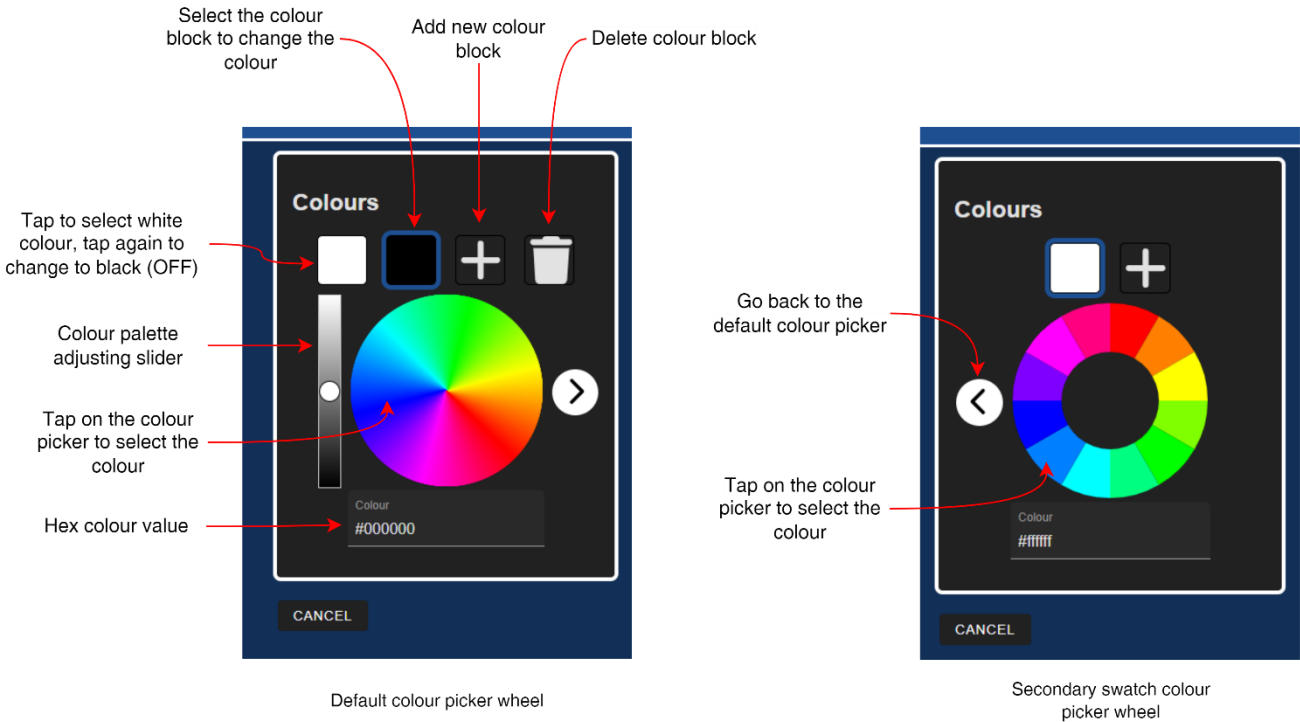 Select the colour
block to change the
colour
Add new colour
block
Delete colour block
Colours
Tap to select white
colour, tap again to
change to black (OFF)
Colour palette
adjusting slider
Tap on the colour
picker to select the
colour
Hex colour value
Colour
#000000
CANCEL
Default colour picker wheel
Colours
Go back to the
default colour picker
Tap on the colour
picker to select the
colour
Colour
#ffffff
CANCEL
Secondary swatch colour
picker wheel